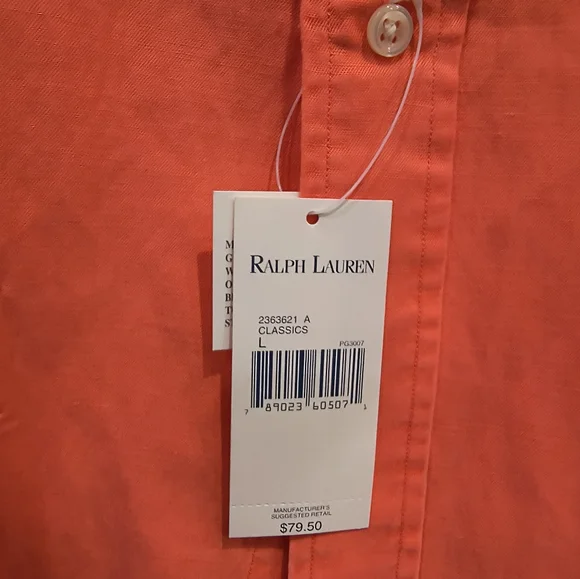 RALPH LAUREN
2363621 A
CLASSICS
L PG3007
7 89023 60507 1
MANUFACTURER'S
SUGGESTED RETAIL
$79.50